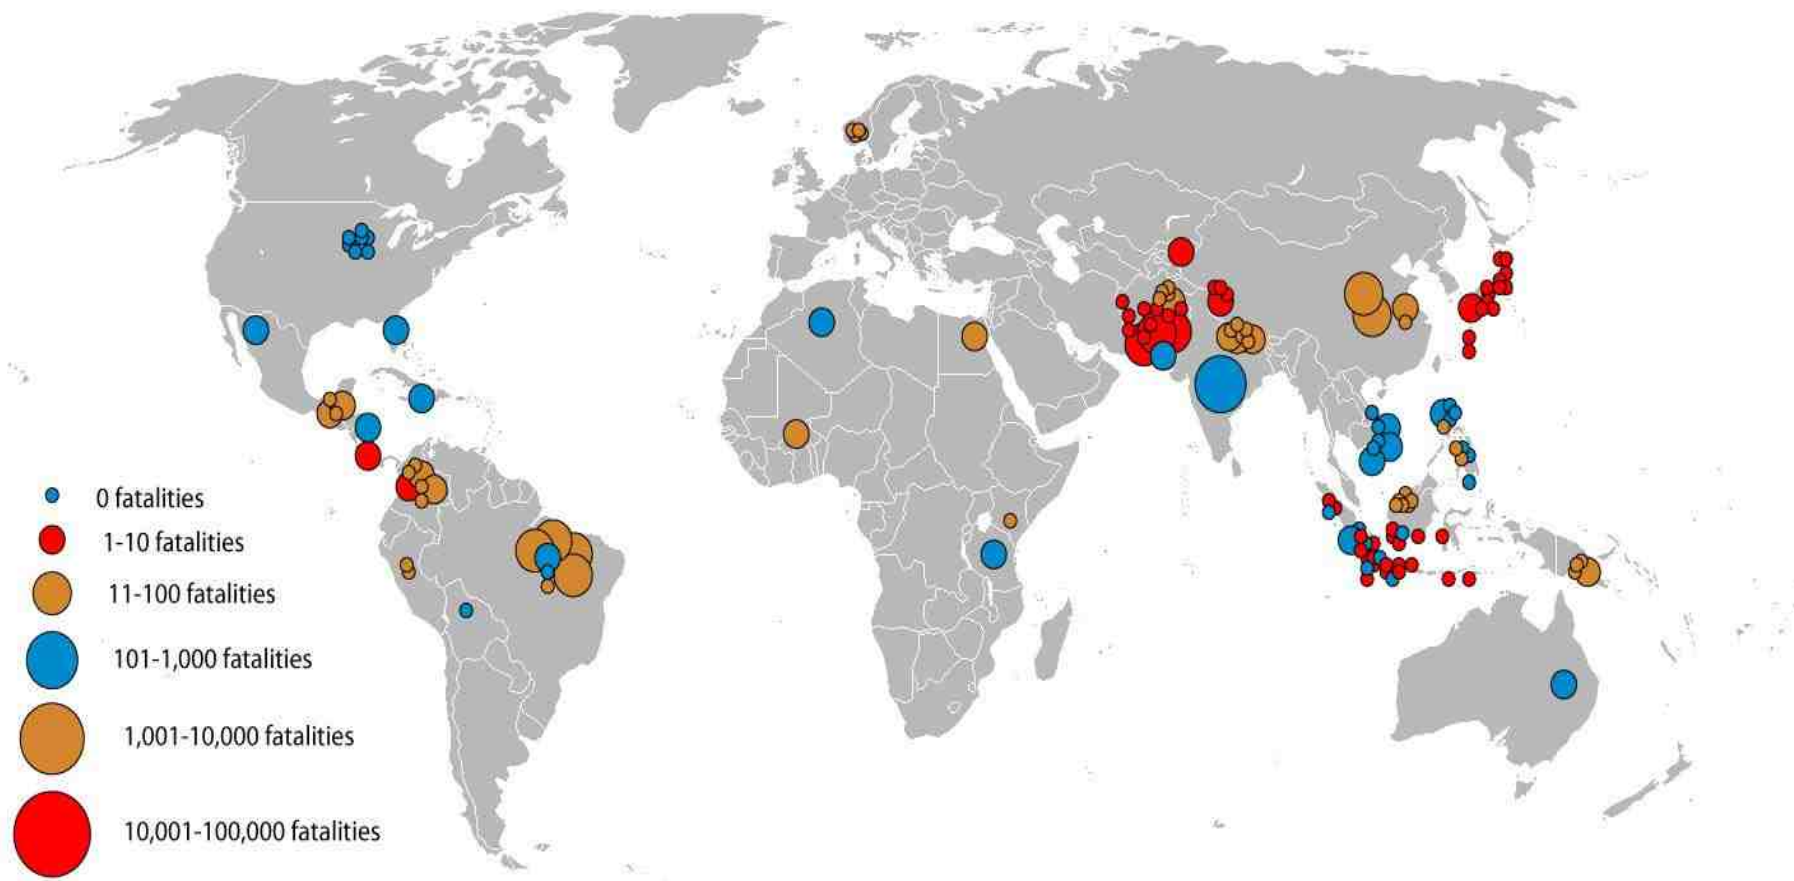 0 fatalities
1-10 fatalities
11-100 fatalities
101-1,000 fatalities
1,001-10,000 fatalities
10,001-100,000 fatalities